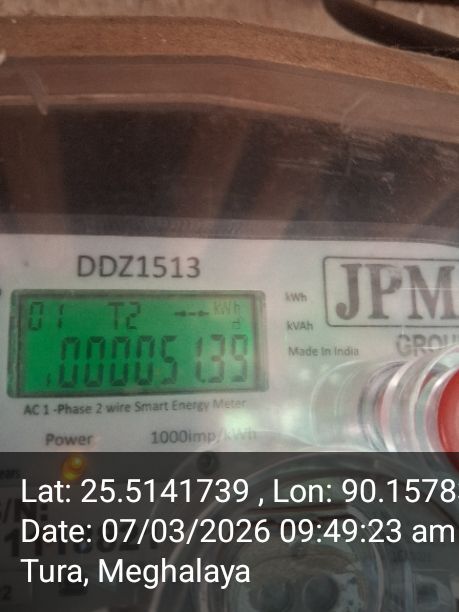 DDZ1513
01 T2 kWh
00005139
kWh
JPM
kVAh
Made In India
GROU
AC 1 -Phase 2 wire Smart Energy Meter
Power 1000imp/kWh
Lat: 25.5141739 , Lon: 90.1578
Date: 07/03/2026 09:49:23 am
Tura, Meghalaya